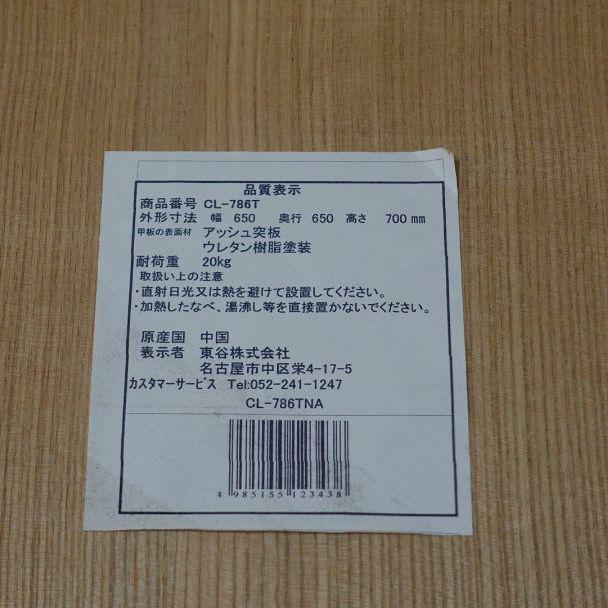 品質表示
商品番号 CL-786T
外形寸法 幅 650 奥行 650 高さ 700 mm
甲板の表面材 アッシュ突板
ウレタン樹脂塗装
耐荷重 20kg
取扱い上の注意
・直射日光又は熱を避けて設置してください。
・加熱したなべ、湯沸し等を直接置かないでください。
原産国 中国
表示者 東谷株式会社
名古屋市中区栄4-17-5
カスタマーサービス Tel:052-241-1247
CL-786TNA
4 985155 123438